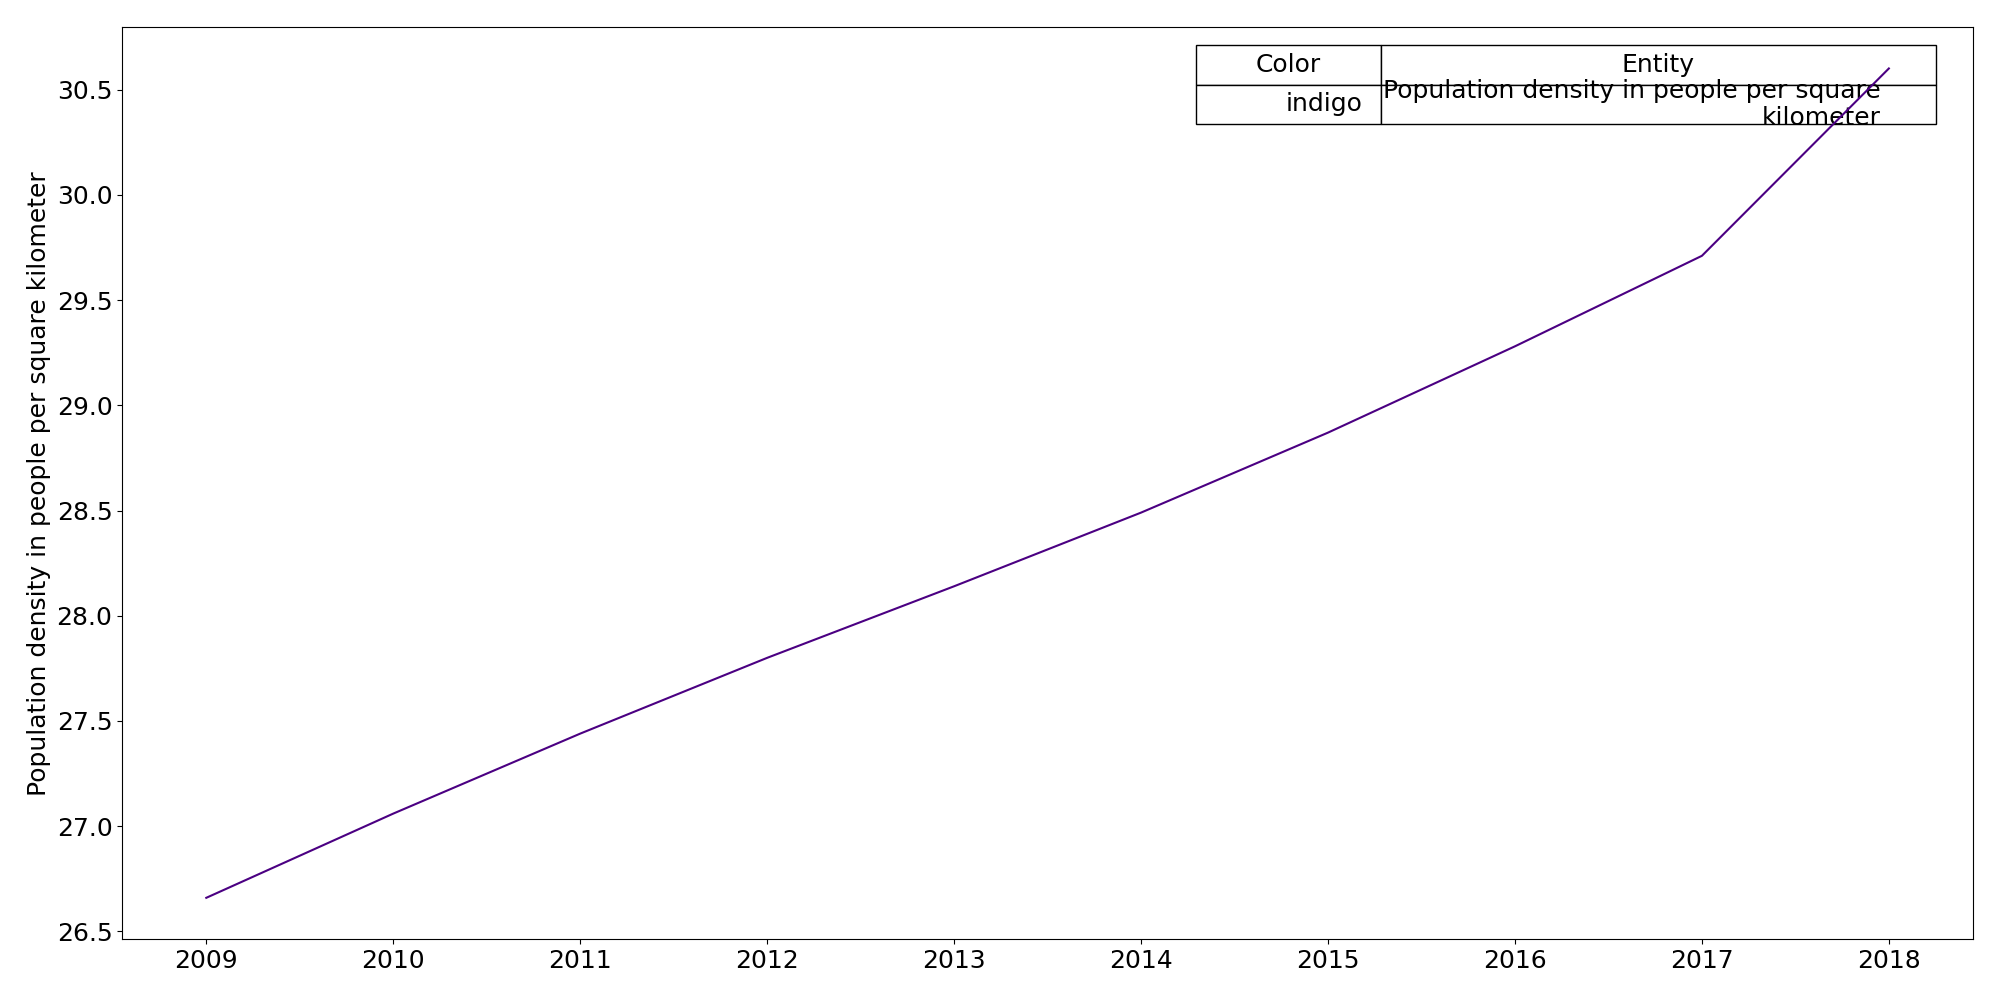 Color Entity
indigo Population density in people per square
kilometer
Population density in people per square kilometer
30.5
30.0
29.5
29.0
28.5
28.0
27.5
27.0
26.5
2009 2010 2011 2012 2013 2014 2015 2016 2017 2018